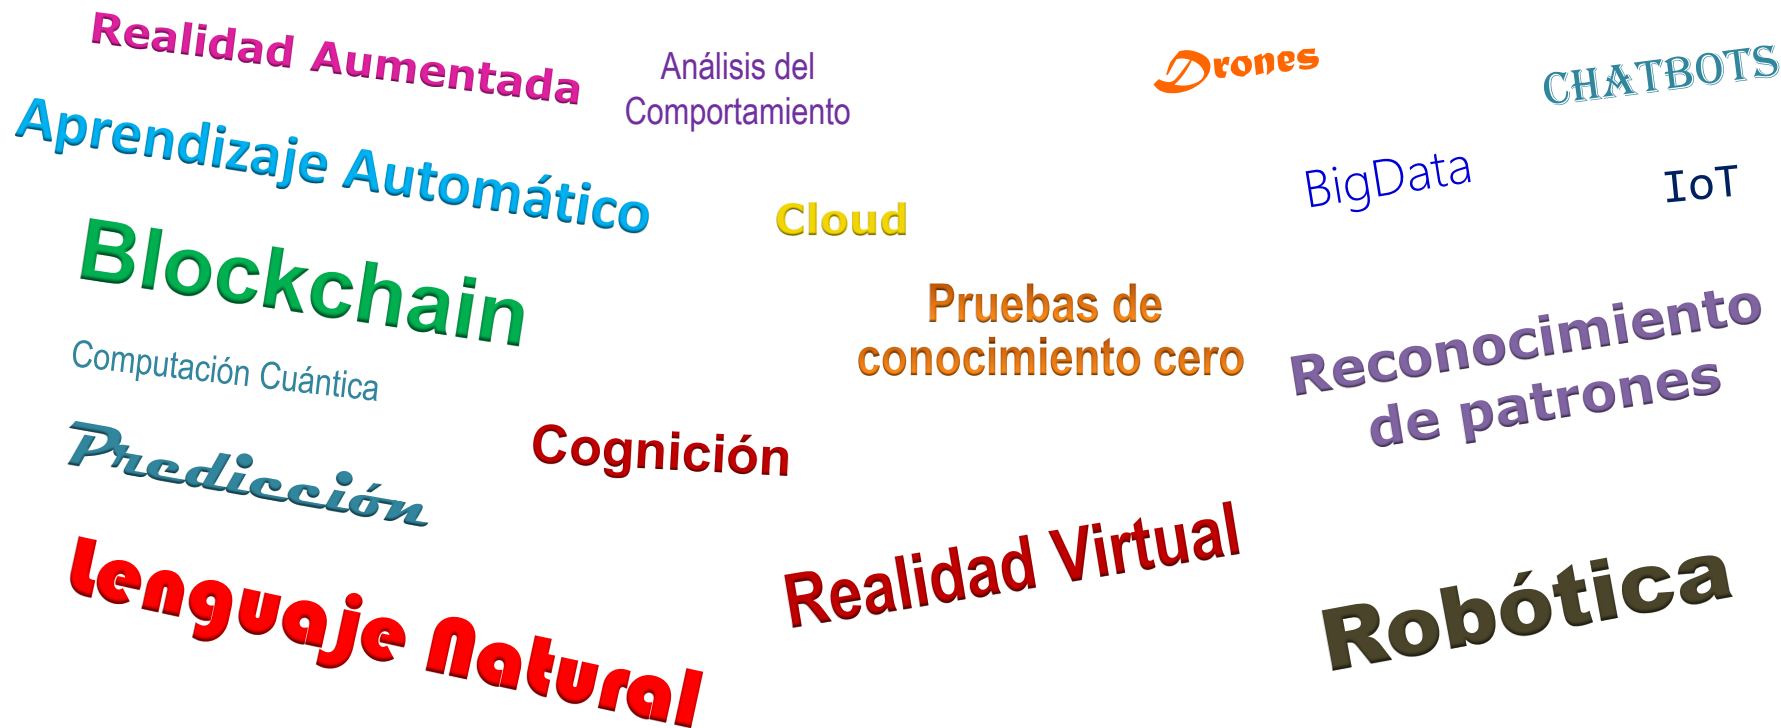 Realidad Aumentada
Análisis del
Comportamiento
Drones
CHATBOTS
Aprendizaje Automático
BigData
IoT
Cloud
Blockchain
Pruebas de
conocimiento cero
Reconocimiento
de patrones
Computación Cuántica
Predicción
Cognición
Realidad Virtual
Lenguaje Natural
Robótica